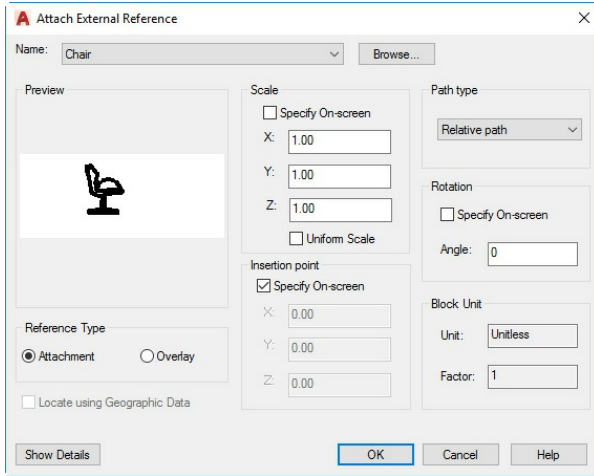 Attach External Reference
Name: Chair Browse...
Preview
Scale
Specify On-screen
X: 1.00
Y: 1.00
Z: 1.00
Uniform Scale
Path type
Relative path
Rotation
Specify On-screen
Angle: 0
Insertion point
Specify On-screen
X: 0.00
Y: 0.00
Z: 0.00
Block Unit
Unit: Unitless
Factor: 1
Reference Type
Attachment Overlay
Locate using Geographic Data
Show Details OK Cancel Help